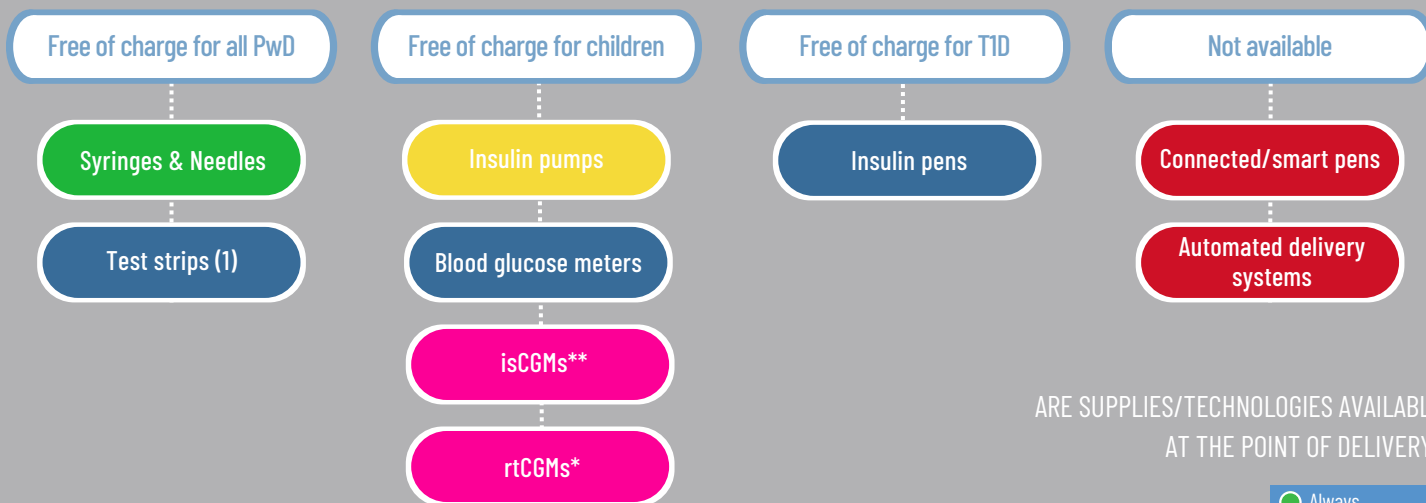 Free of charge for all PwD
Free of charge for children
Free of charge for T1D
Not available
Syringes & Needles
Insulin pumps
Insulin pens
Connected/smart pens
Test strips (1)
Blood glucose meters
Automated delivery
systems
isCGMs**
rtCGMs*
ARE SUPPLIES/TECHNOLOGIES AVAILABL
AT THE POINT OF DELIVERY
Always